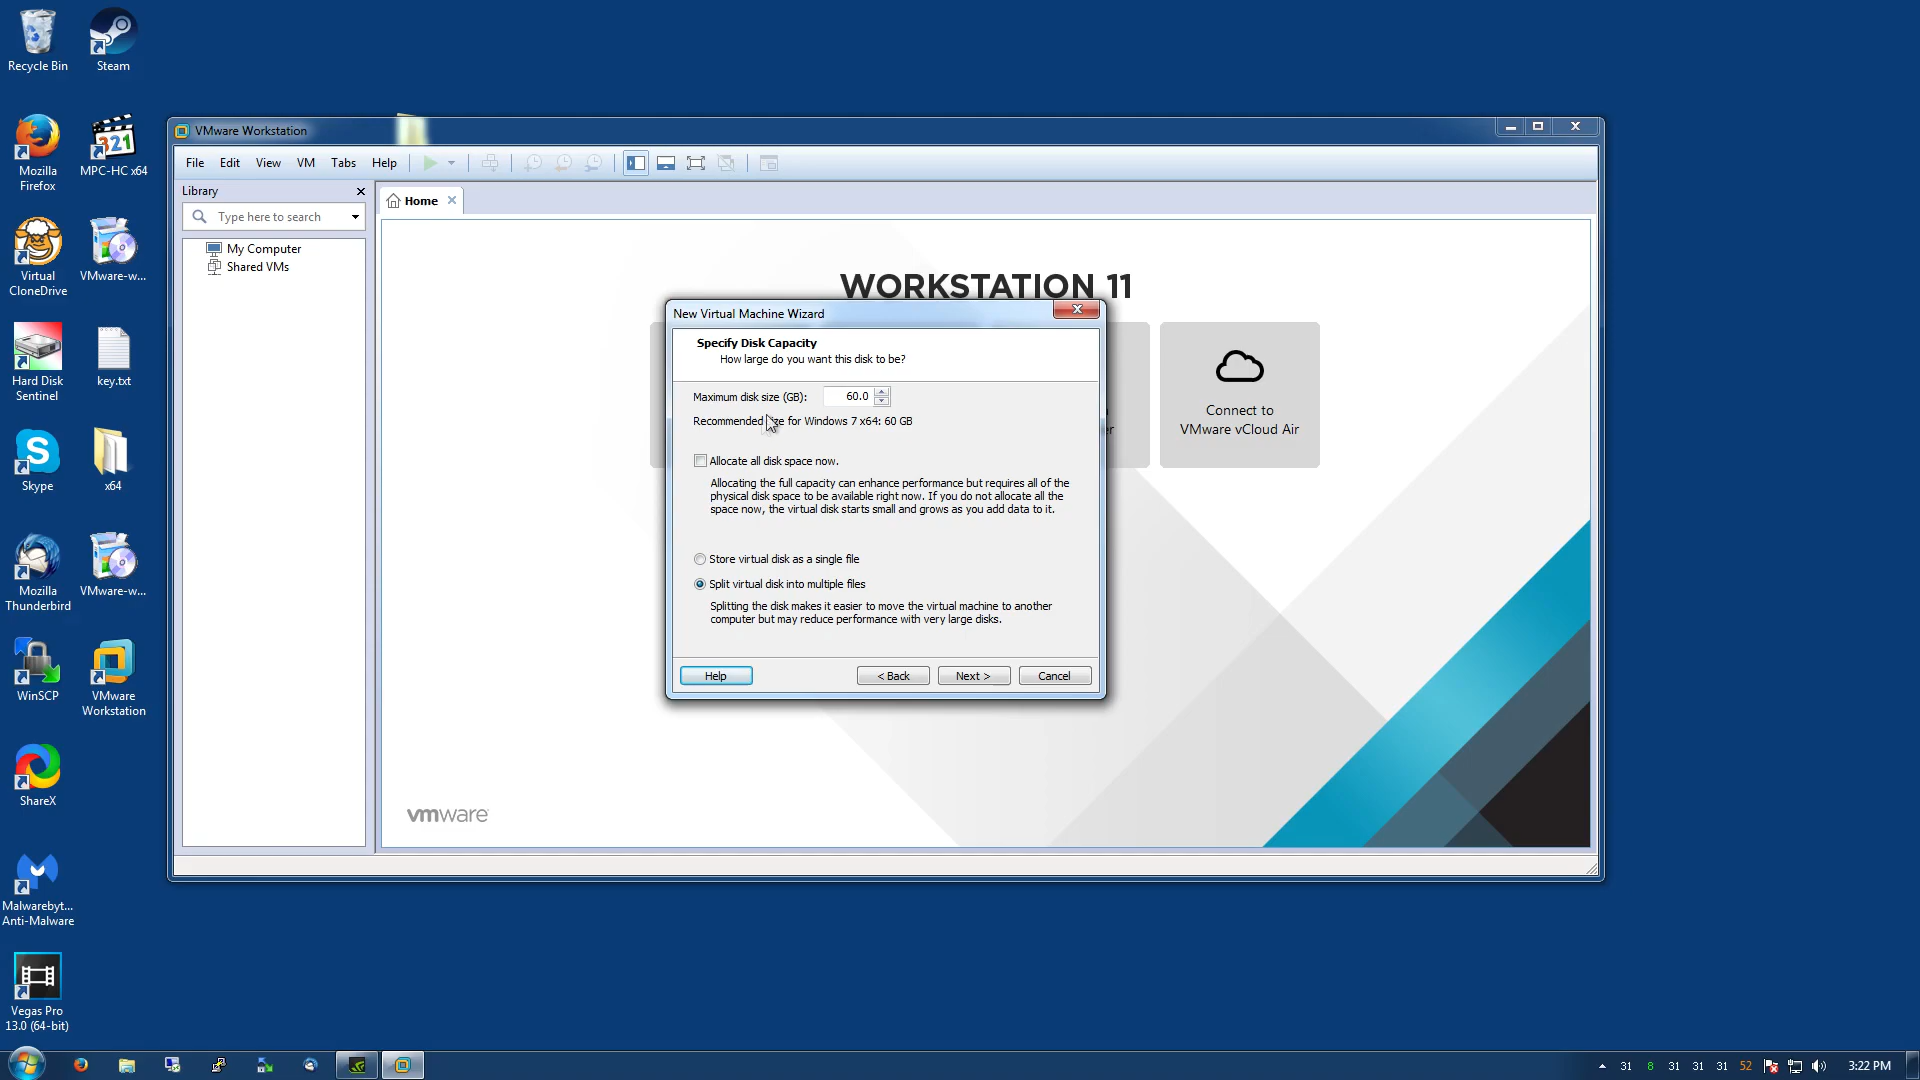 Recycle Bin
Steam
Mozilla
Firefox
MPC-HC x64
Virtual
CloneDrive
VMware-w...
Hard Disk
Sentinel
key.txt
Skype
x64
Mozilla
Thunderbird
VMware-w...
WinSCP
VMware
Workstation
ShareX
Malwarebyt...
Anti-Malware
Vegas Pro
13.0 (64-bit)
VMware Workstation
File Edit View VM Tabs Help
Library
Type here to search
My Computer
Shared VMs
Home
WORKSTATION 11
Connect to
VMware vCloud Air
vmware
New Virtual Machine Wizard
Specify Disk Capacity
How large do you want this disk to be?
Maximum disk size (GB): 60.0
Recommended size for Windows 7 x64: 60 GB
Allocate all disk space now.
Allocating the full capacity can enhance performance but requires all of the
physical disk space to be available right now. If you do not allocate all the
space now, the virtual disk starts small and grows as you add data to it.
Store virtual disk as a single file
Split virtual disk into multiple files
Splitting the disk makes it easier to move the virtual machine to another
computer but may reduce performance with very large disks.
Help
< Back
Next >
Cancel
31 8 31 31 31 52
3:22 PM